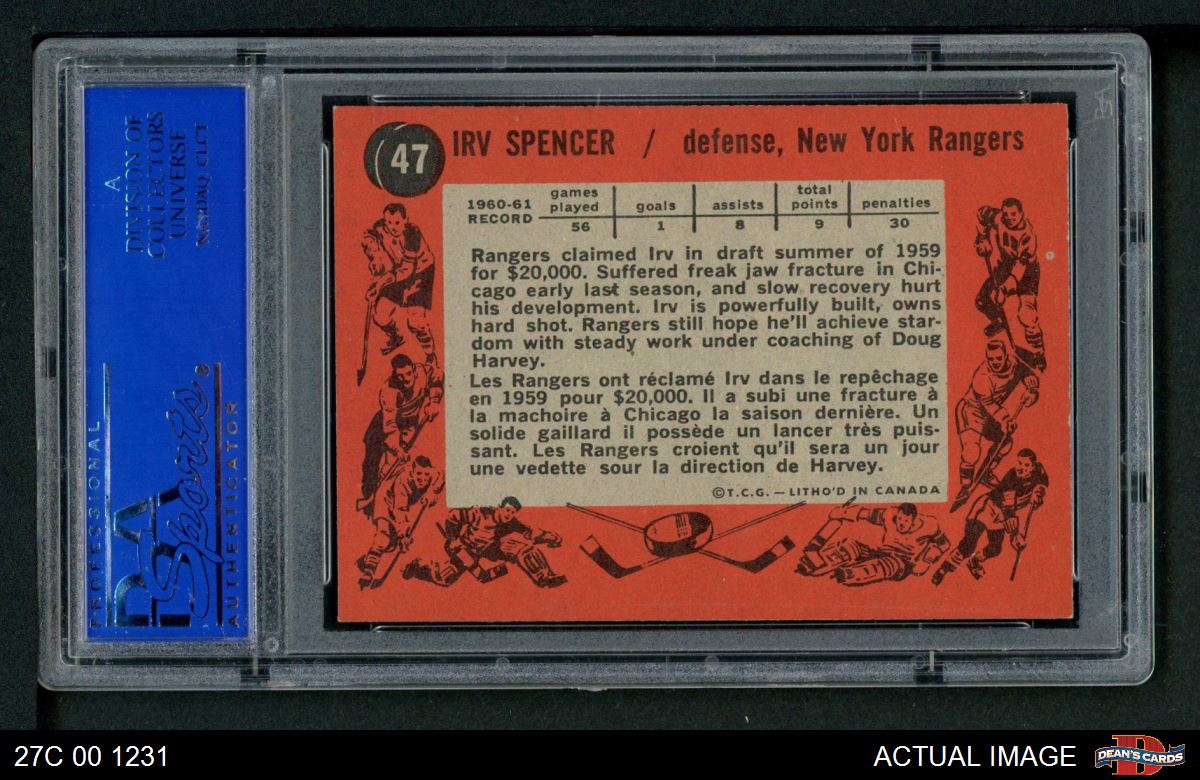 A
DIVISION OF
COLLECTORS
UNIVERSE
NASDAQ: CLCT
PROFESSIONAL
PSA
Sports®
AUTHENTICATOR
47
IRV SPENCER / defense, New York Rangers
1960-61 RECORD games played goals assists total points penalties
56 1 8 9 30
Rangers claimed Irv in draft summer of 1959
for $20,000. Suffered freak jaw fracture in Chi-
cago early last season, and slow recovery hurt
his development. Irv is powerfully built, owns
hard shot. Rangers still hope he'll achieve star-
dom with steady work under coaching of Doug
Harvey.
Les Rangers ont réclamé Irv dans le repêchage
en 1959 pour $20,000. Il a subi une fracture à
la machoire à Chicago la saison dernière. Un
solide gaillard il possède un lancer très puis-
sant. Les Rangers croient qu'il sera un jour
une vedette sour la direction de Harvey.
©T.C.G. — LITHO'D IN CANADA
27C 00 1231
ACTUAL IMAGE
DEAN'S CARDS